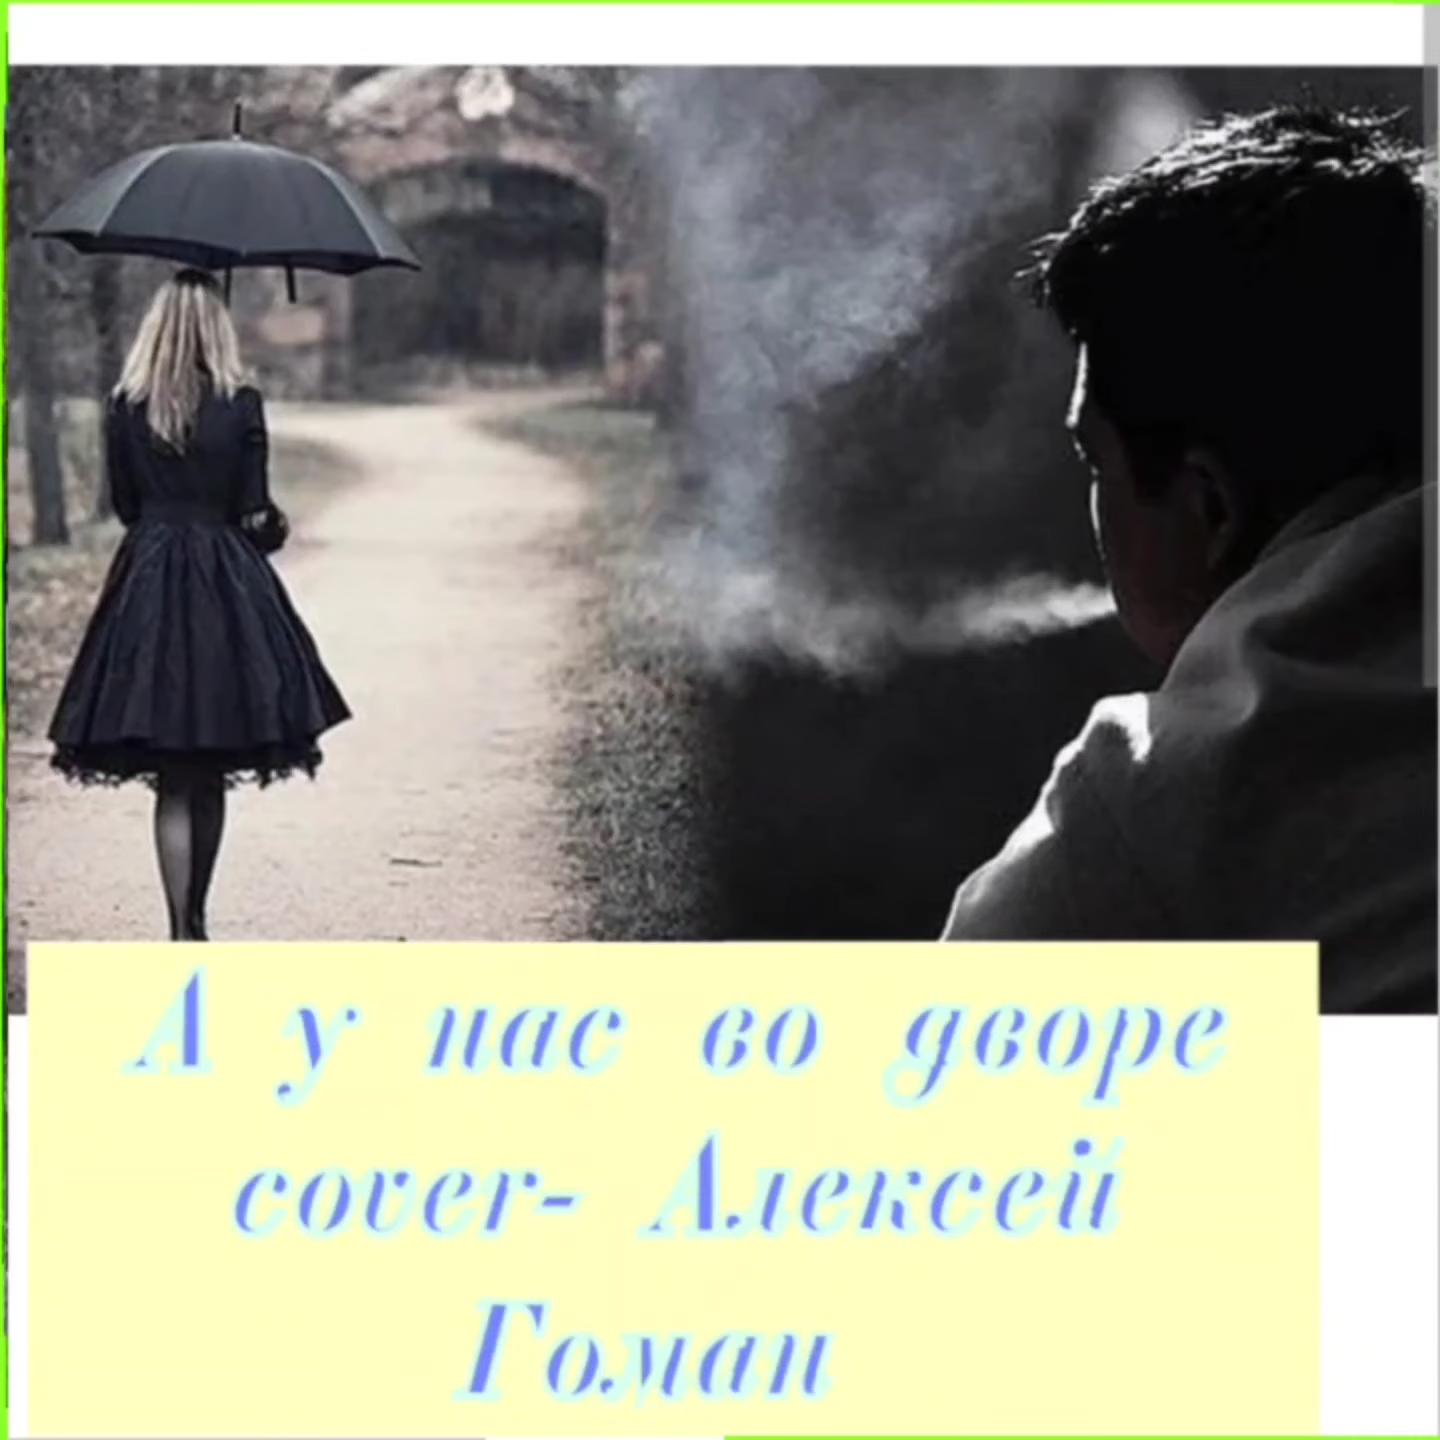 А у нас во дворе
cover- Алексей
Гоман